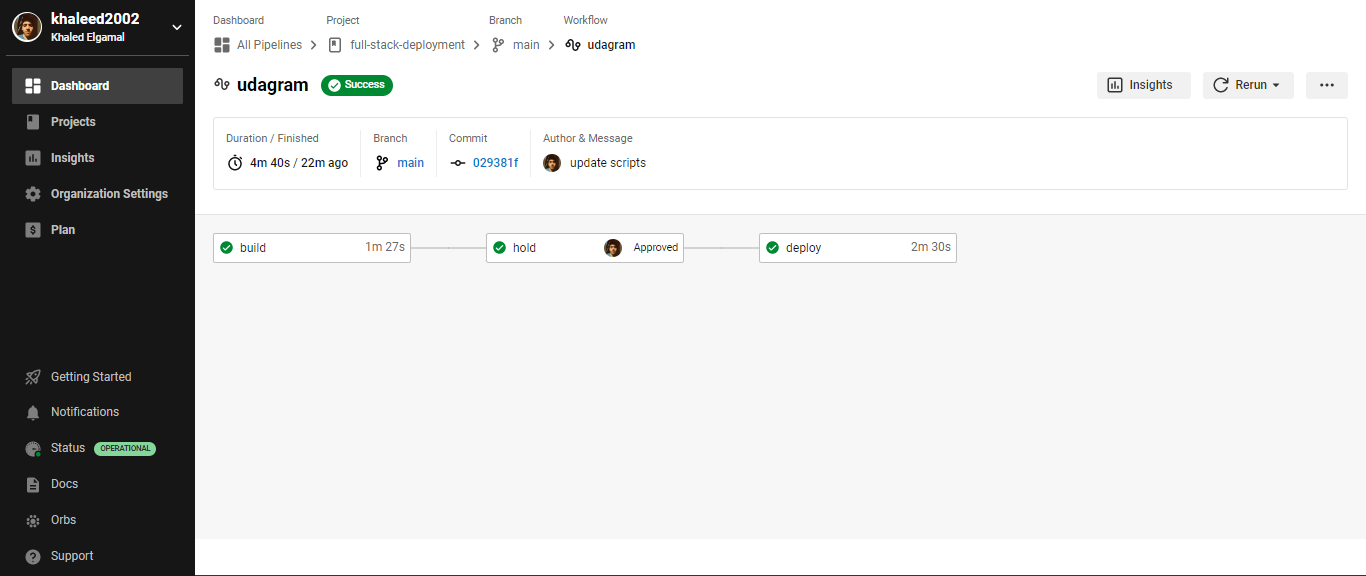 khaleed2002
Khaled Elgamal
Dashboard
Projects
Insights
Organization Settings
Plan
Getting Started
Notifications
Status OPERATIONAL
Docs
Orbs
Support
Dashboard Project Branch Workflow
All Pipelines full-stack-deployment main udagram
udagram Success Insights Rerun
Duration / Finished Branch Commit Author & Message
4m 40s / 22m ago main 029381f update scripts
build 1m 27s hold Approved deploy 2m 30s